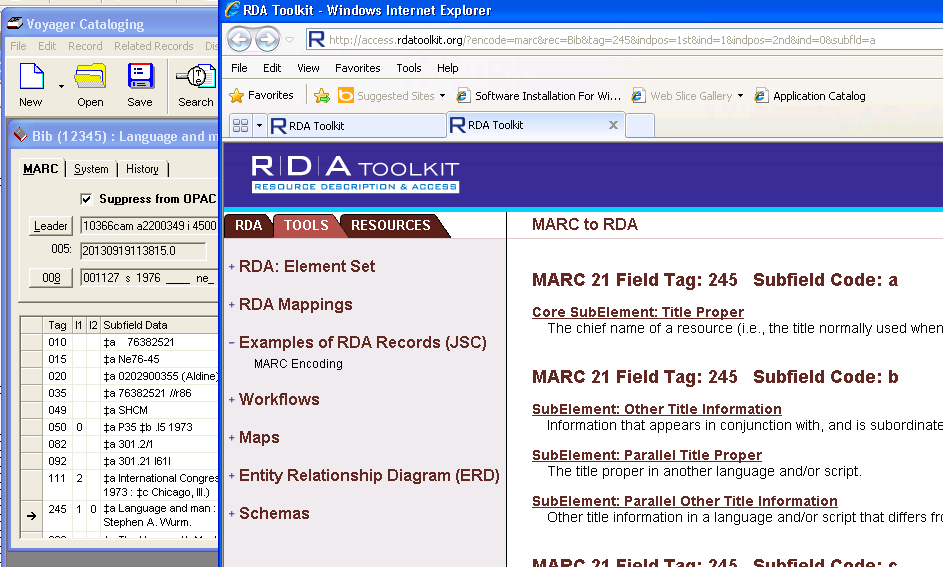 Voyager Cataloging
File Edit Record Related Records Dis
New Open Save Search
Bib (12345) : Language and m
MARC System History
Suppress from OPAC
Leader 10366cam a2200349 i 4500
005: 20130919113815.0
008 001127 s 1976 ____ ne_
Tag I1 I2 Subfield Data
010 ‡a 76382521
015 ‡a Ne76-45
020 ‡a 0202900355 (Aldine)
035 ‡a 76382521 //r86
049 ‡a SHCM
050 0 ‡a P35 ‡b .I5 1973
082 ‡a 301.2/1
092 ‡a 301.21 I61l
111 2 ‡a International Congres
1973 : ‡c Chicago, Ill.)
245 1 0 ‡a Language and man :
Stephen A. Wurm.
RDA Toolkit - Windows Internet Explorer
http://access.rdatoolkit.org/?encode=marc&rec=Bib&tag=245&indpos=1st&ind=1&indpos=2nd&ind=0&subfld=a
File Edit View Favorites Tools Help
Favorites Suggested Sites Software Installation For Wi... Web Slice Gallery Application Catalog
RDA Toolkit RDA Toolkit X
R|D|A TOOLKIT
RESOURCE DESCRIPTION & ACCESS
RDA TOOLS RESOURCES
+ RDA: Element Set
+ RDA Mappings
– Examples of RDA Records (JSC)
MARC Encoding
+ Workflows
+ Maps
+ Entity Relationship Diagram (ERD)
+ Schemas
MARC to RDA
MARC 21 Field Tag: 245 Subfield Code: a
Core SubElement: Title Proper
The chief name of a resource (i.e., the title normally used when
MARC 21 Field Tag: 245 Subfield Code: b
SubElement: Other Title Information
Information that appears in conjunction with, and is subordinate
SubElement: Parallel Title Proper
The title proper in another language and/or script.
SubElement: Parallel Other Title Information
Other title information in a language and/or script that differs fro
MARC 21 Field Tag: 245 Subfield Code: c